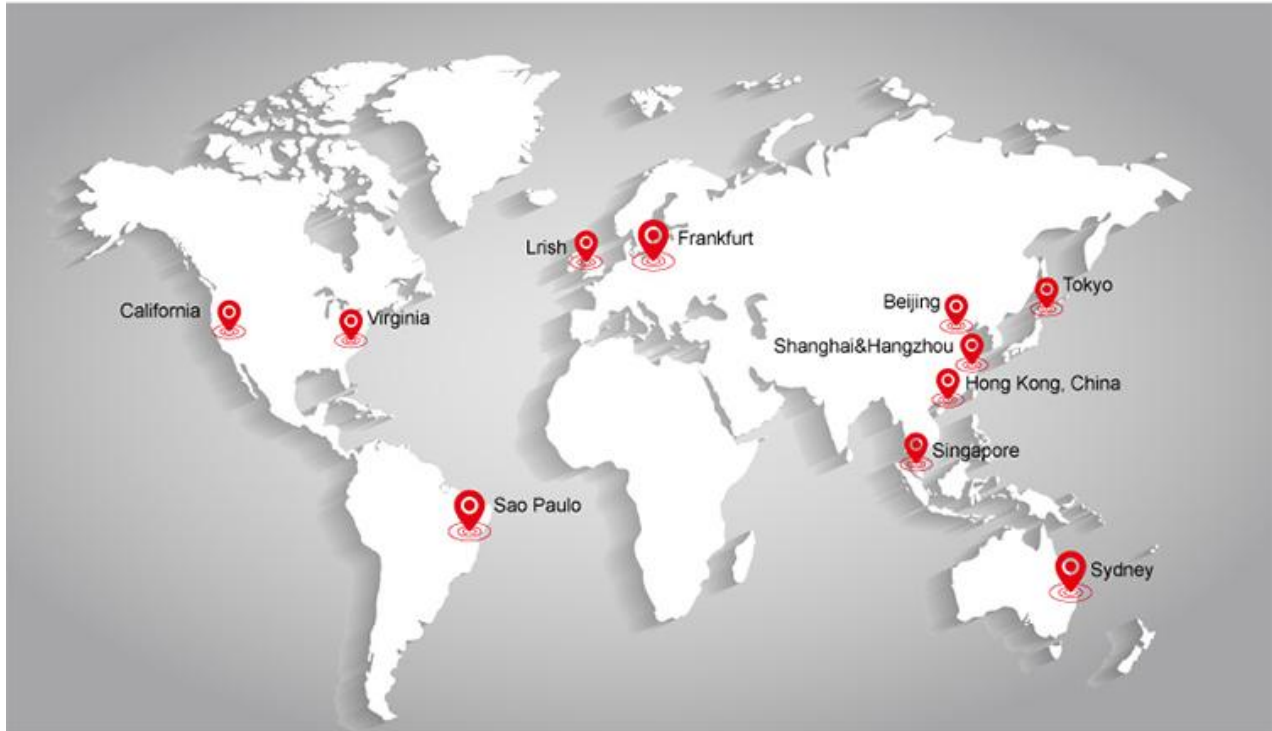 Lrish
Frankfurt
California
Virginia
Beijing
Tokyo
Shanghai&Hangzhou
Hong Kong, China
Singapore
Sao Paulo
Sydney